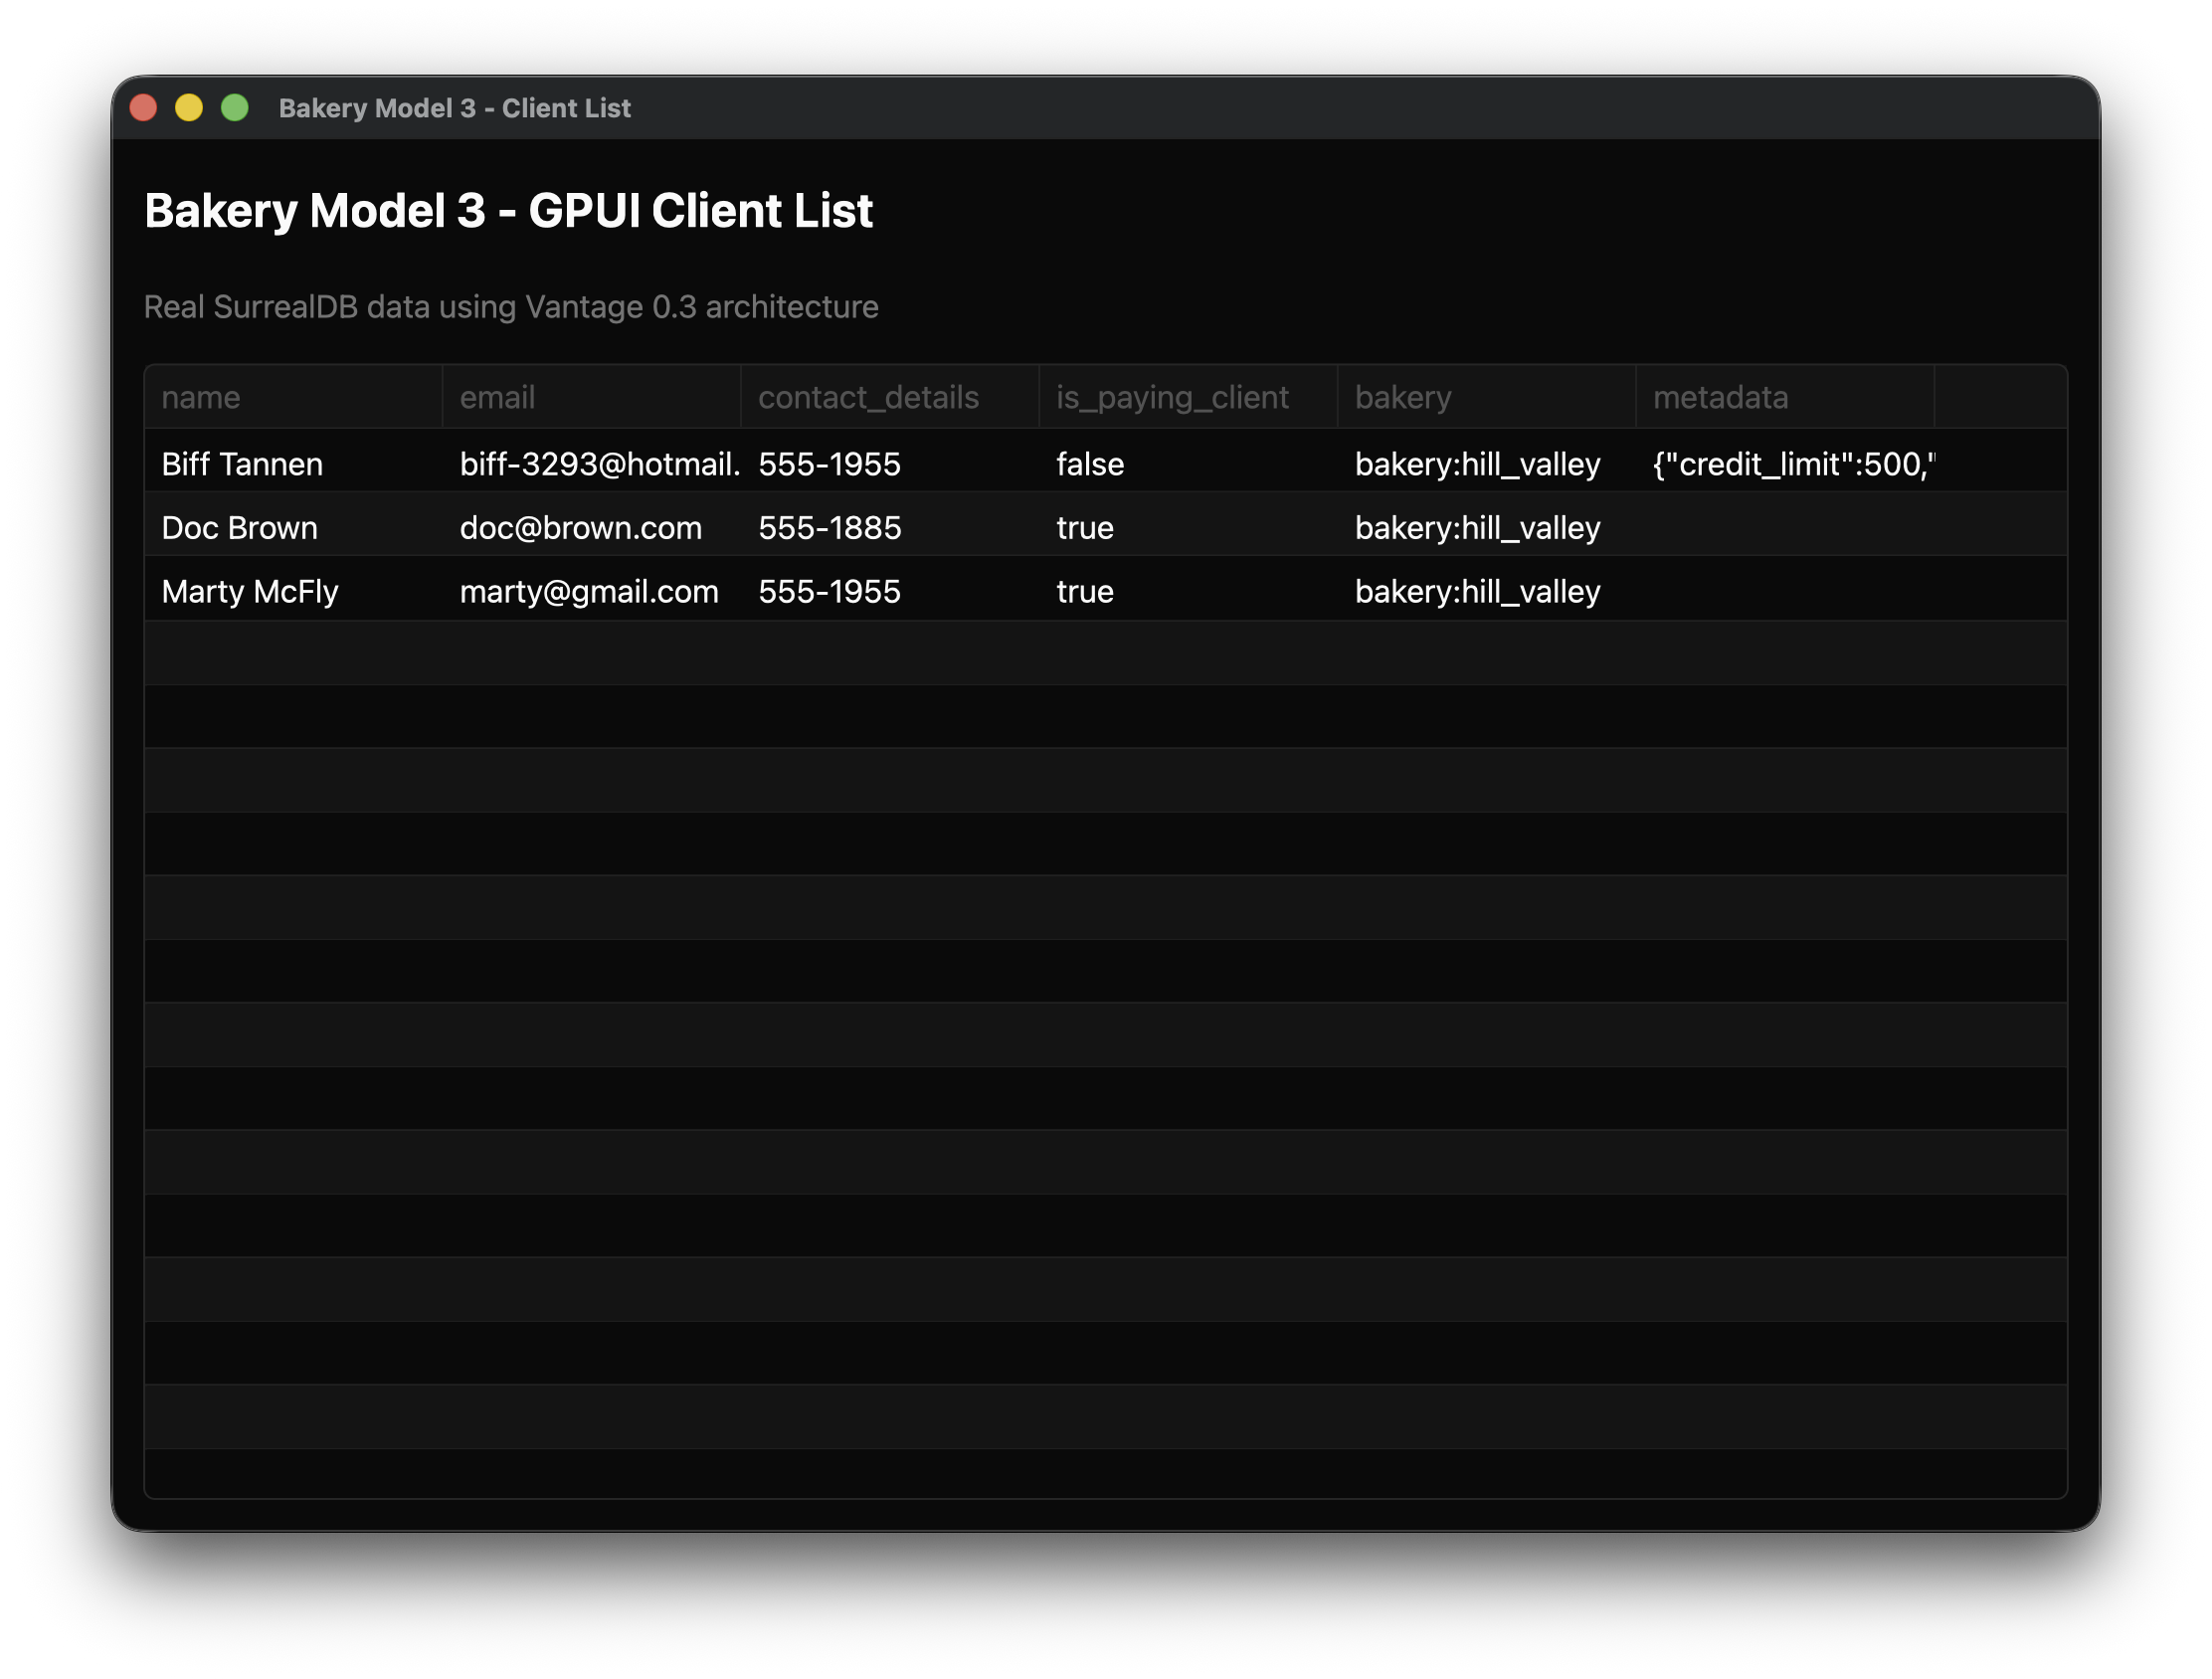 Bakery Model 3 - Client List
Bakery Model 3 - GPUI Client List
Real SurrealDB data using Vantage 0.3 architecture
name email contact_details is_paying_client bakery metadata
Biff Tannen biff-3293@hotmail. 555-1955 false bakery:hill_valley {"credit_limit":500,"
Doc Brown doc@brown.com 555-1885 true bakery:hill_valley
Marty McFly marty@gmail.com 555-1955 true bakery:hill_valley